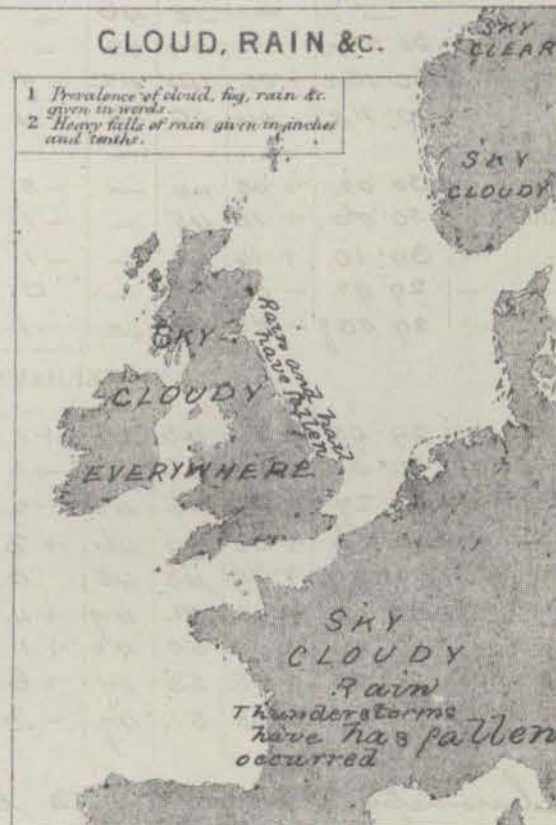 CLOUD, RAIN &c.
1 Prevalence of cloud, fog, rain &c.
given in words.
2 Heavy falls of rain given in inches
and tenths.
SKY
CLEAR
SKY
CLOUDY
SKY
CLOUDY
EVERYWHERE
Rain and hail
have fallen
SKY
CLOUDY
Rain
has fallen
Thunderstorms
have
occurred